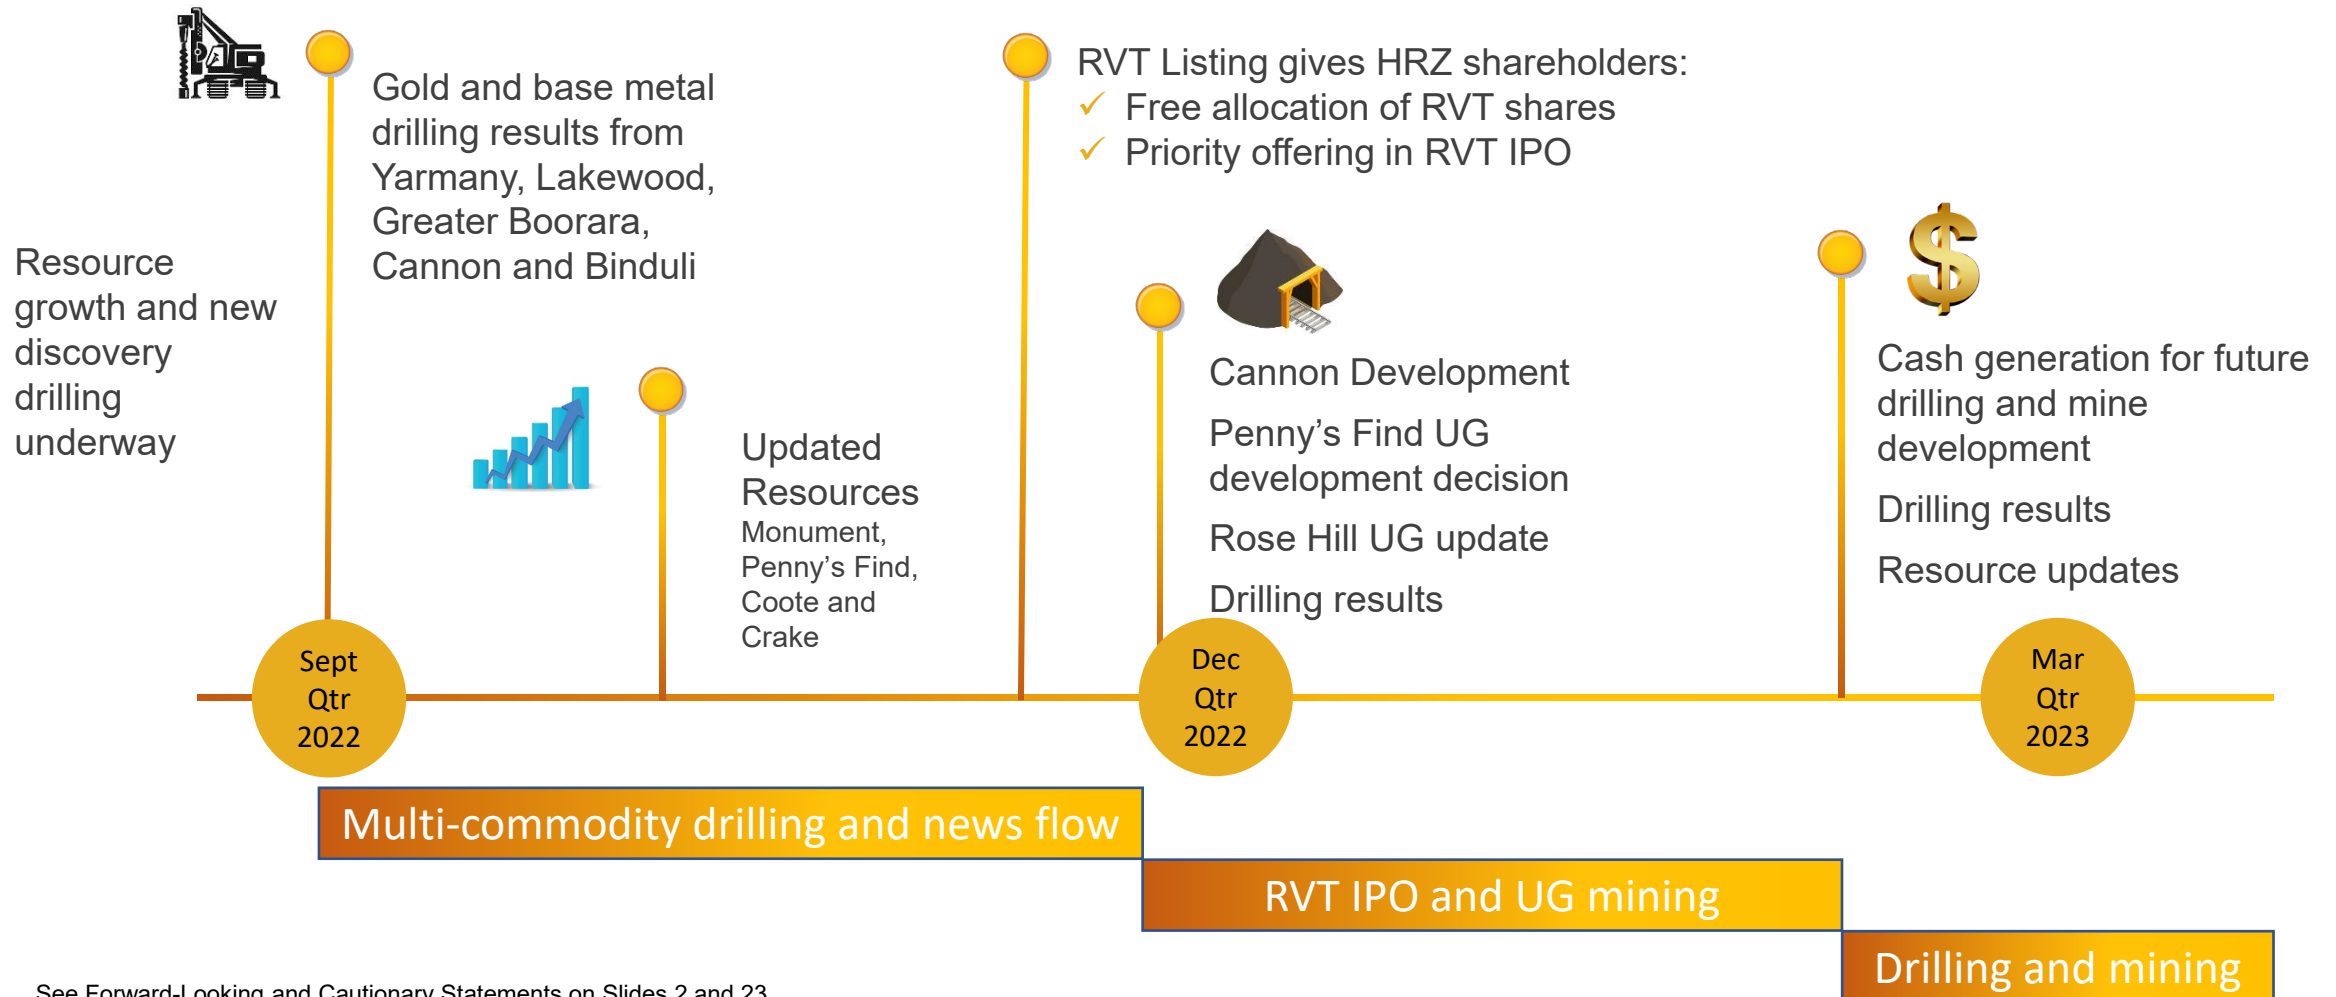 Resource
growth and new
discovery
drilling
underway
Gold and base metal
drilling results from
Yarmany, Lakewood,
Greater Boorara,
Cannon and Binduli
Updated
Resources
Monument,
Penny’s Find,
Coote and
Crake
RVT Listing gives HRZ shareholders:
✓ Free allocation of RVT shares
✓ Priority offering in RVT IPO
Cannon Development
Penny’s Find UG
development decision
Rose Hill UG update
Drilling results
$
Cash generation for future
drilling and mine
development
Drilling results
Resource updates
Sept
Qtr
2022
Dec
Qtr
2022
Mar
Qtr
2023
Multi-commodity drilling and news flow
RVT IPO and UG mining
Drilling and mining
See Forward-Looking and Cautionary Statements on Slides 2 and 23